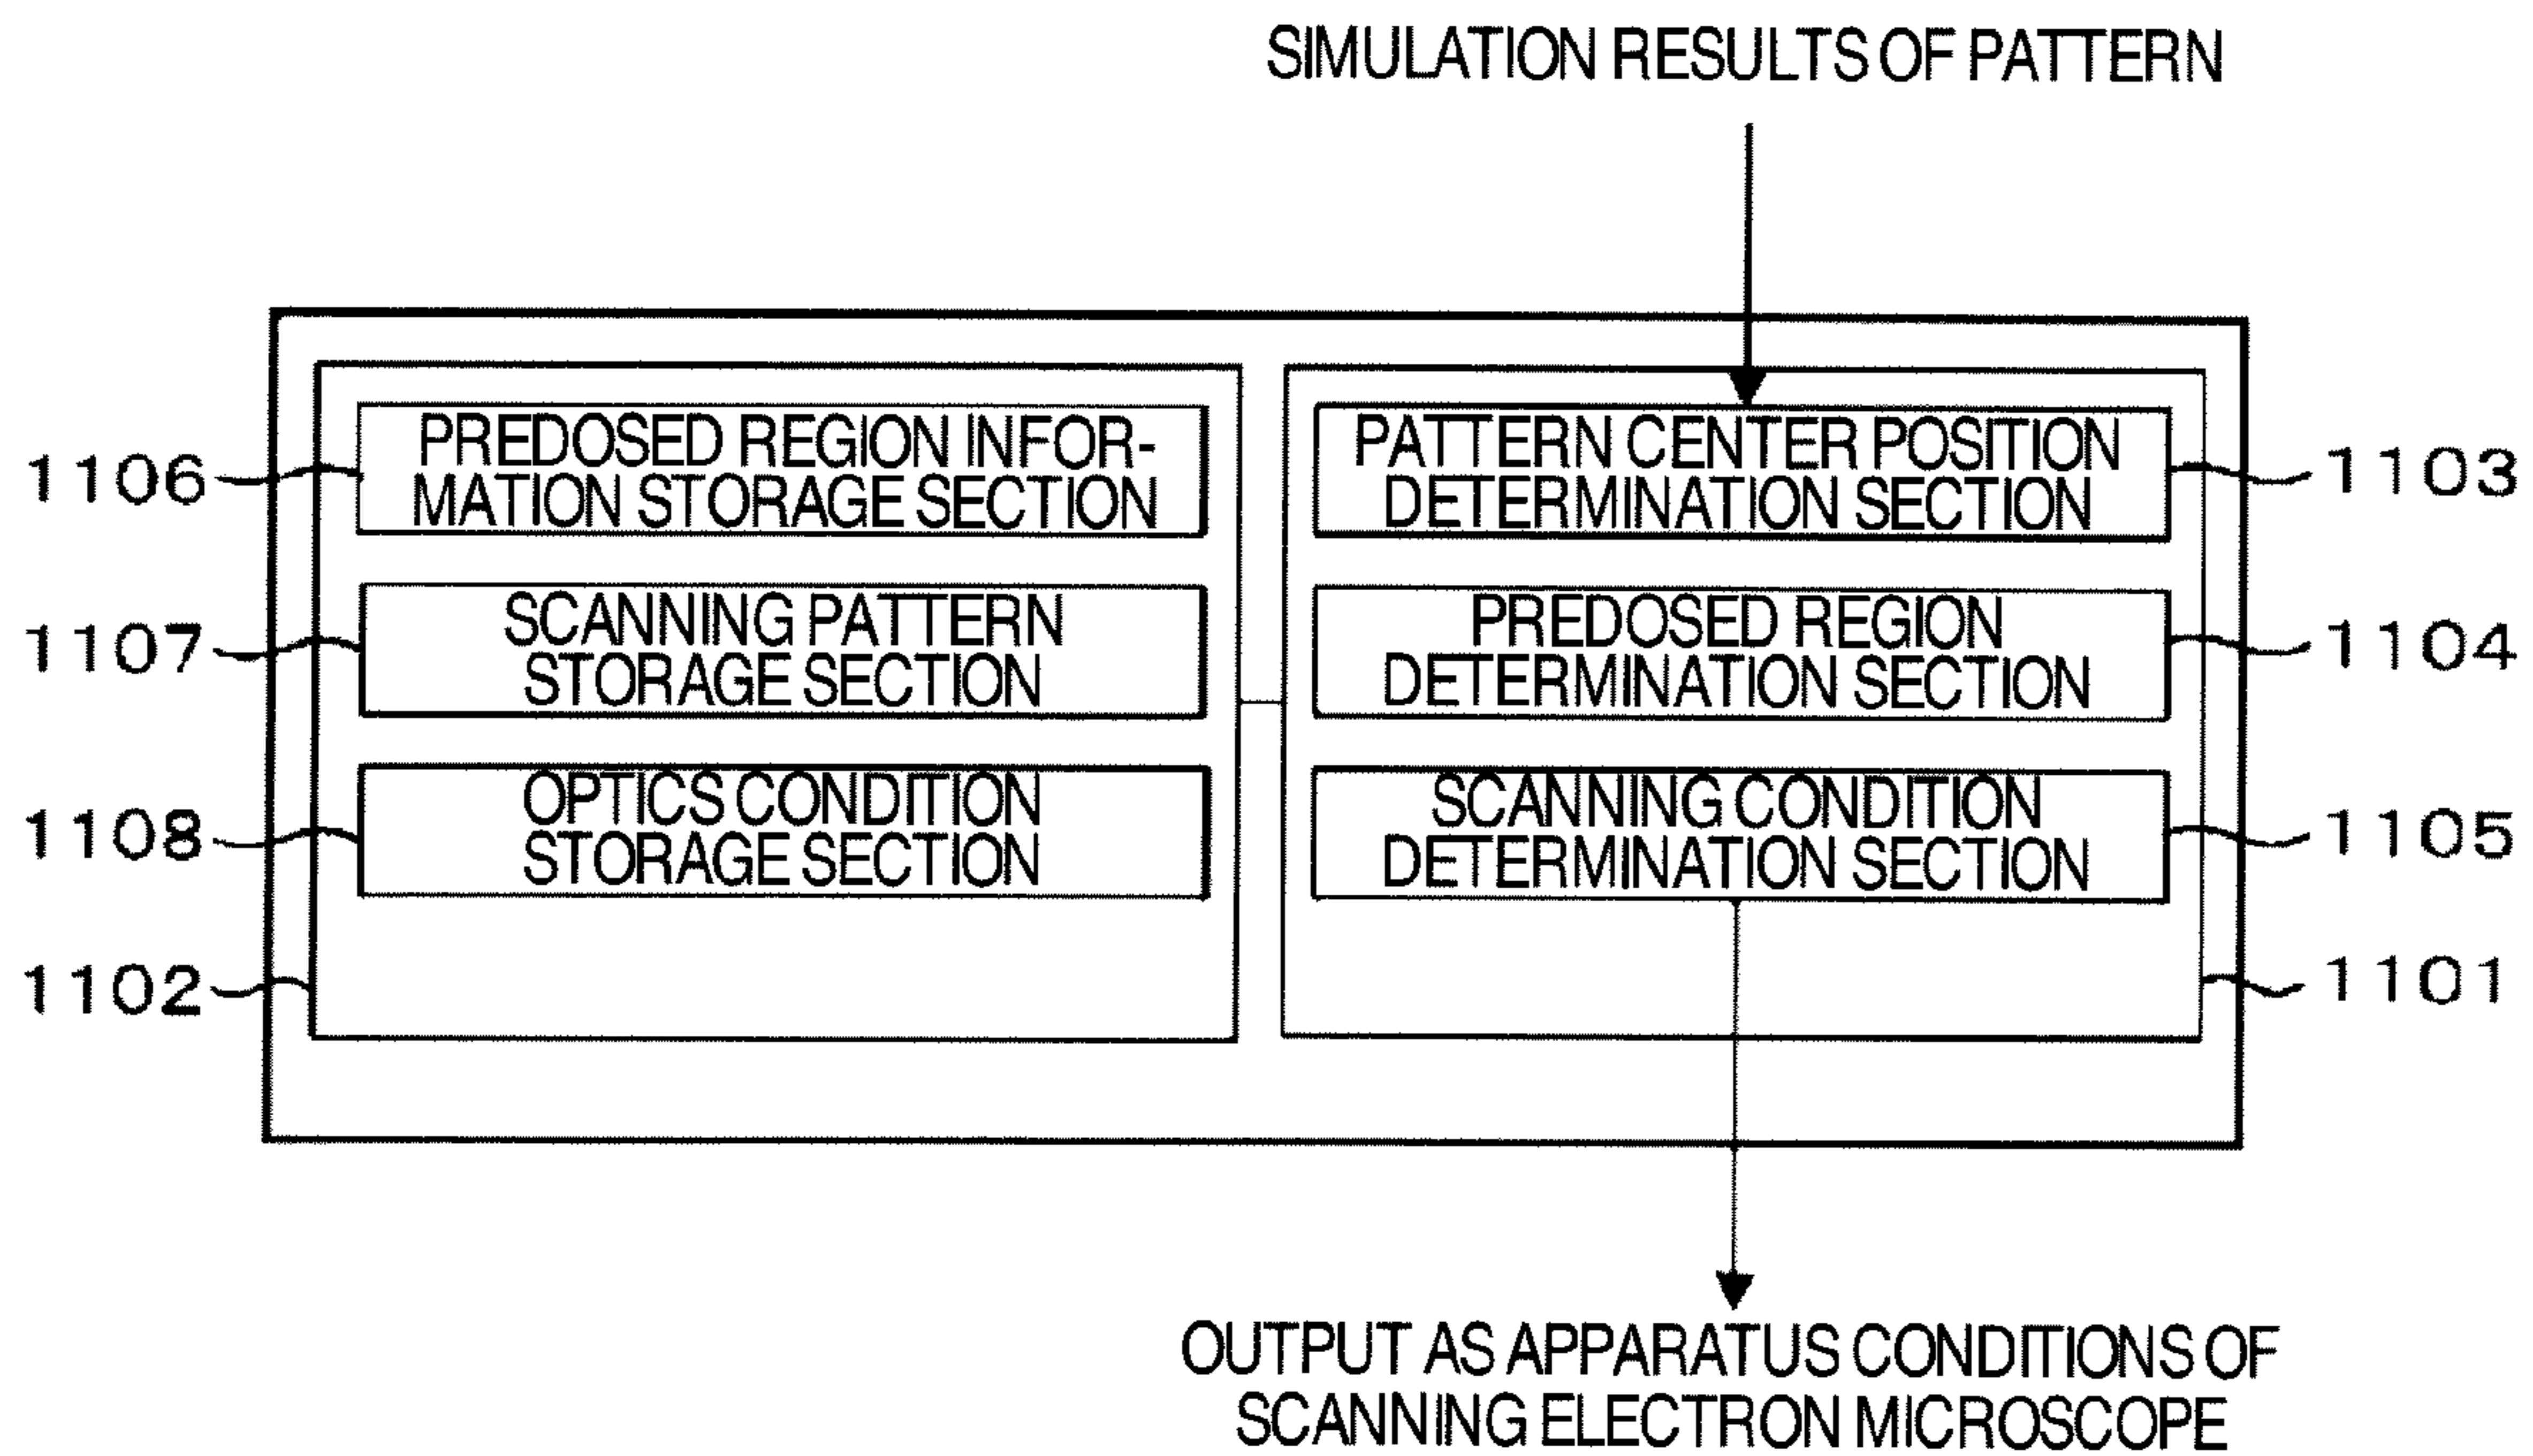 SIMULATION RESULTS OF PATTERN
PREDOSED REGION INFOR-
MATION STORAGE SECTION
1106
SCANNING PATTERN
STORAGE SECTION
1107
OPTICS CONDITION
STORAGE SECTION
1108
1102
PATTERN CENTER POSITION
DETERMINATION SECTION
1103
PREDOSED REGION
DETERMINATION SECTION
1104
SCANNING CONDITION
DETERMINATION SECTION
1105
1101
OUTPUT AS APPARATUS CONDITIONS OF
SCANNING ELECTRON MICROSCOPE